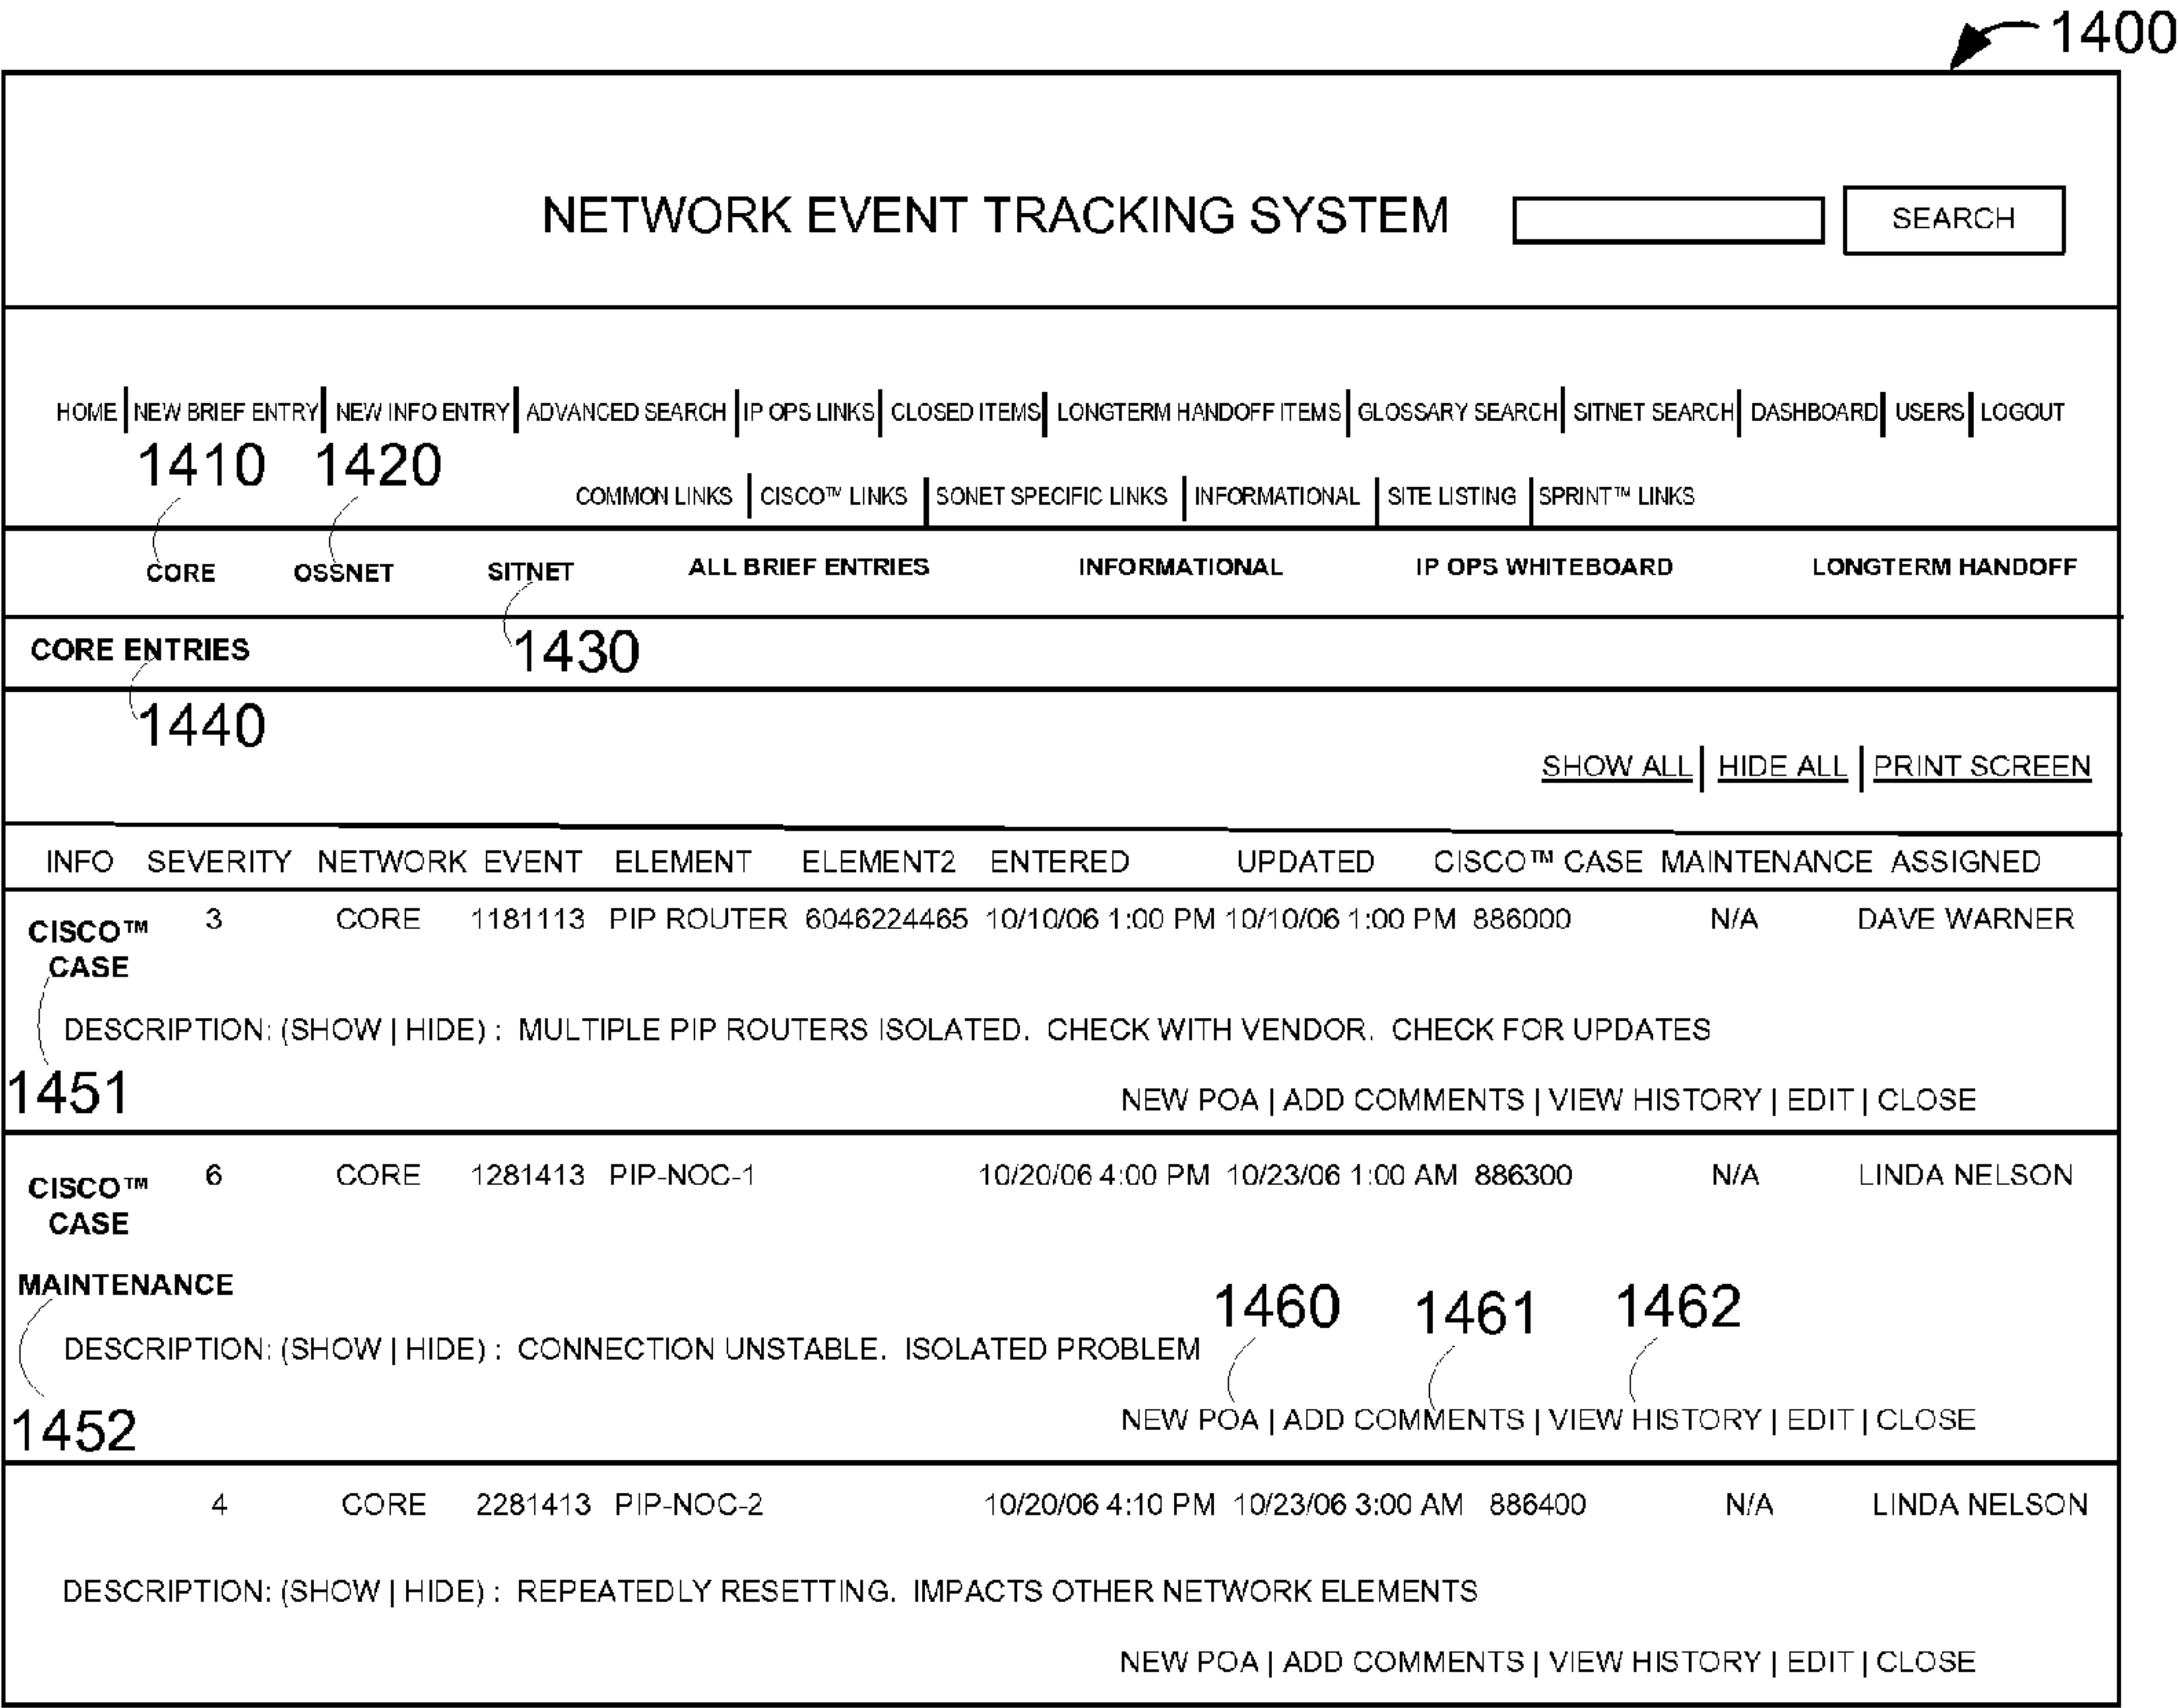 1400
NETWORK EVENT TRACKING SYSTEM SEARCH
HOME | NEW BRIEF ENTRY | NEW INFO ENTRY | ADVANCED SEARCH | IP OPS LINKS | CLOSED ITEMS | LONGTERM HANDOFF ITEMS | GLOSSARY SEARCH | SITNET SEARCH | DASHBOARD | USERS | LOGOUT
1410 1420
COMMON LINKS | CISCO™ LINKS | SONET SPECIFIC LINKS | INFORMATIONAL | SITE LISTING | SPRINT™ LINKS
CORE OSSNET SITNET ALL BRIEF ENTRIES INFORMATIONAL IP OPS WHITEBOARD LONGTERM HANDOFF
CORE ENTRIES 1430
1440
SHOW ALL | HIDE ALL | PRINT SCREEN
INFO SEVERITY NETWORK EVENT ELEMENT ELEMENT2 ENTERED UPDATED CISCO™ CASE MAINTENANCE ASSIGNED
CISCO™ 3 CORE 1181113 PIP ROUTER 6046224465 10/10/06 1:00 PM 10/10/06 1:00 PM 886000 N/A DAVE WARNER
CASE
DESCRIPTION: (SHOW | HIDE) : MULTIPLE PIP ROUTERS ISOLATED. CHECK WITH VENDOR. CHECK FOR UPDATES
1451 NEW POA | ADD COMMENTS | VIEW HISTORY | EDIT | CLOSE
CISCO™ 6 CORE 1281413 PIP-NOC-1 10/20/06 4:00 PM 10/23/06 1:00 AM 886300 N/A LINDA NELSON
CASE
MAINTENANCE
1460 1461 1462
DESCRIPTION: (SHOW | HIDE) : CONNECTION UNSTABLE. ISOLATED PROBLEM
1452 NEW POA | ADD COMMENTS | VIEW HISTORY | EDIT | CLOSE
4 CORE 2281413 PIP-NOC-2 10/20/06 4:10 PM 10/23/06 3:00 AM 886400 N/A LINDA NELSON
DESCRIPTION: (SHOW | HIDE) : REPEATEDLY RESETTING. IMPACTS OTHER NETWORK ELEMENTS
NEW POA | ADD COMMENTS | VIEW HISTORY | EDIT | CLOSE